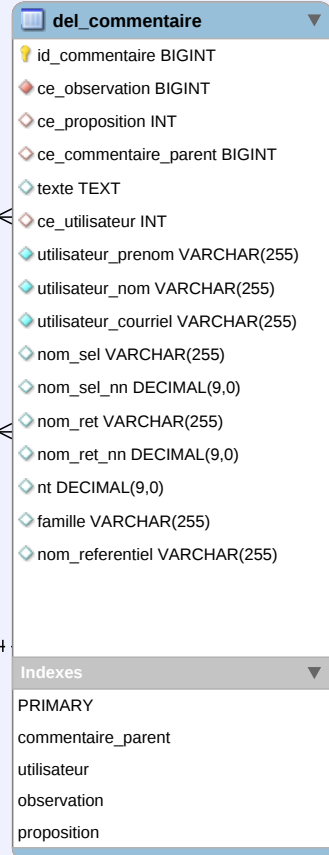 del_commentaire
id_commentaire BIGINT
ce_observation BIGINT
ce_proposition INT
ce_commentaire_parent BIGINT
texte TEXT
ce_utilisateur INT
utilisateur_prenom VARCHAR(255)
utilisateur_nom VARCHAR(255)
utilisateur_courriel VARCHAR(255)
nom_sel VARCHAR(255)
nom_sel_nn DECIMAL(9,0)
nom_ret VARCHAR(255)
nom_ret_nn DECIMAL(9,0)
nt DECIMAL(9,0)
famille VARCHAR(255)
nom_referentiel VARCHAR(255)
Indexes
PRIMARY
commentaire_parent
utilisateur
observation
proposition